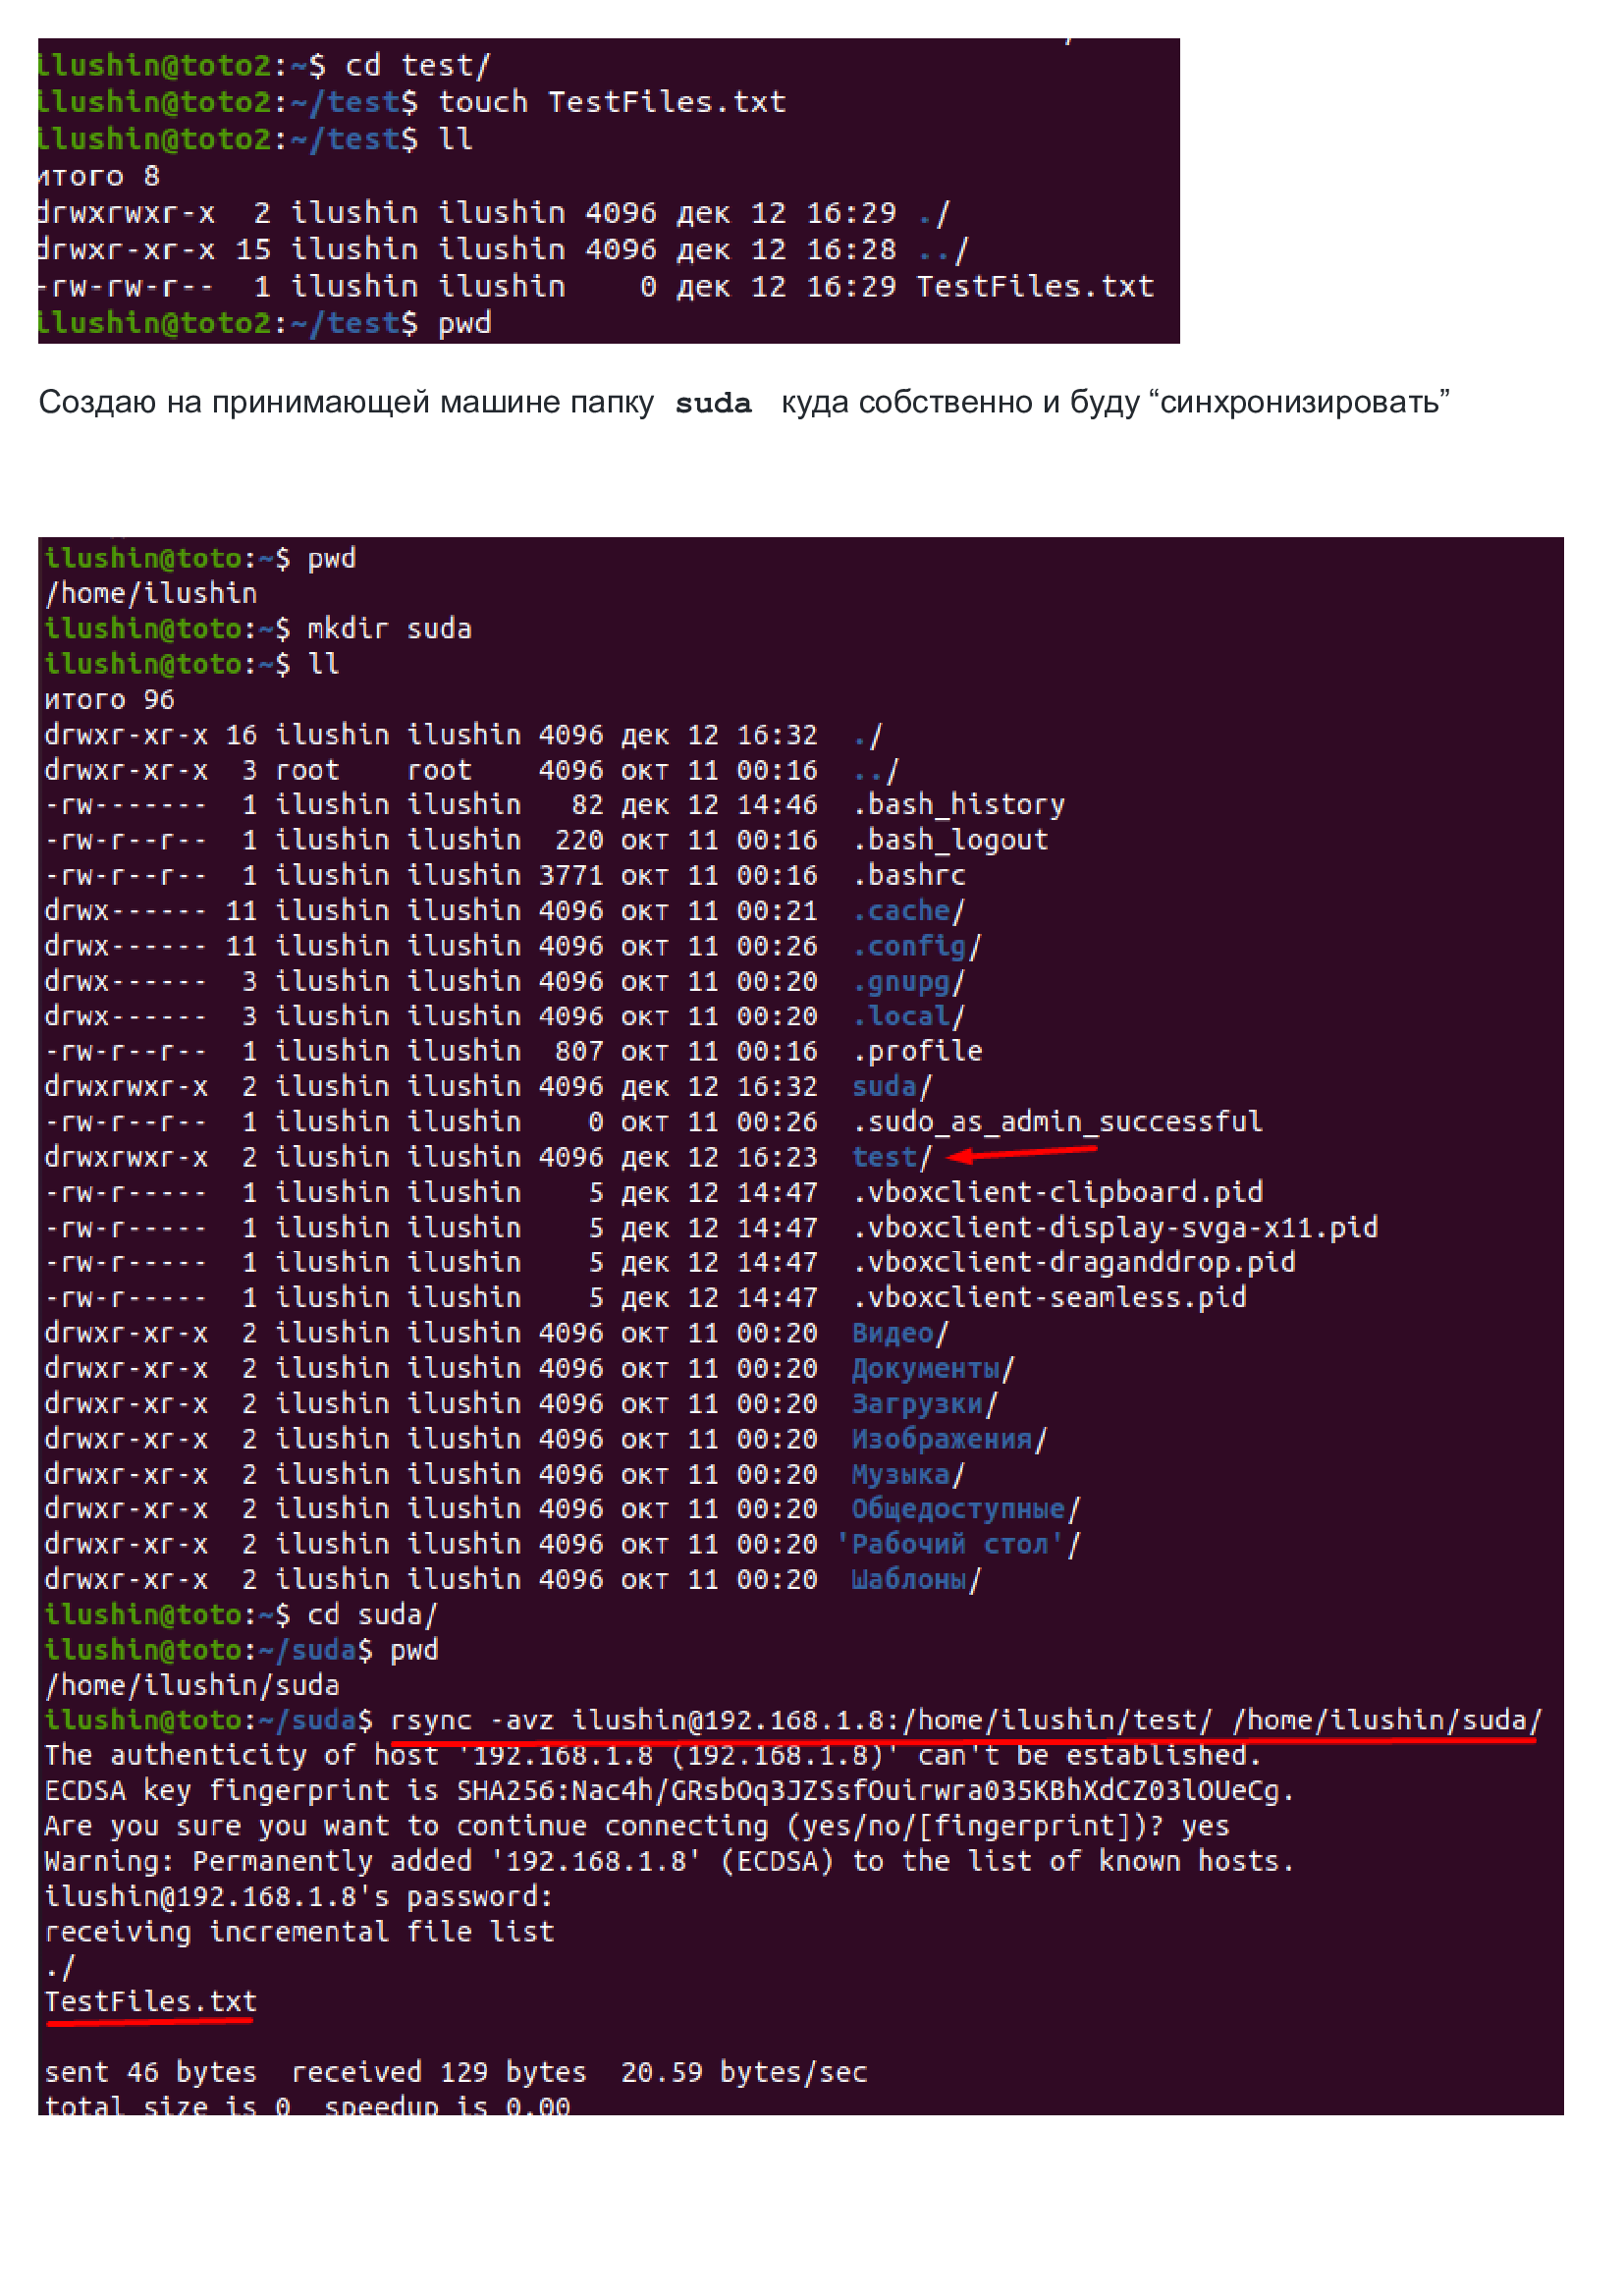 ilushin@toto2:~$ cd test/
ilushin@toto2:~/test$ touch TestFiles.txt
ilushin@toto2:~/test$ ll
итого 8
drwxrwxr-x  2 ilushin ilushin 4096 дек 12 16:29 ./
drwxr-xr-x 15 ilushin ilushin 4096 дек 12 16:28 ../
-rw-rw-r--  1 ilushin ilushin    0 дек 12 16:29 TestFiles.txt
ilushin@toto2:~/test$ pwd
Создаю на принимающей машине папку suda куда собственно и буду “синхронизировать”
ilushin@toto:~$ pwd
/home/ilushin
ilushin@toto:~$ mkdir suda
ilushin@toto:~$ ll
итого 96
drwxr-xr-x 16 ilushin ilushin 4096 дек 12 16:32  ./
drwxr-xr-x  3 root    root    4096 окт 11 00:16  ../
-rw-------  1 ilushin ilushin   82 дек 12 14:46  .bash_history
-rw-r--r--  1 ilushin ilushin  220 окт 11 00:16  .bash_logout
-rw-r--r--  1 ilushin ilushin 3771 окт 11 00:16  .bashrc
drwx------ 11 ilushin ilushin 4096 окт 11 00:21  .cache/
drwx------ 11 ilushin ilushin 4096 окт 11 00:26  .config/
drwx------  3 ilushin ilushin 4096 окт 11 00:20  .gnupg/
drwx------  3 ilushin ilushin 4096 окт 11 00:20  .local/
-rw-r--r--  1 ilushin ilushin  807 окт 11 00:16  .profile
drwxrwxr-x  2 ilushin ilushin 4096 дек 12 16:32  suda/
-rw-r--r--  1 ilushin ilushin    0 окт 11 00:26  .sudo_as_admin_successful
drwxrwxr-x  2 ilushin ilushin 4096 дек 12 16:23  test/
-rw-r-----  1 ilushin ilushin    5 дек 12 14:47  .vboxclient-clipboard.pid
-rw-r-----  1 ilushin ilushin    5 дек 12 14:47  .vboxclient-display-svga-x11.pid
-rw-r-----  1 ilushin ilushin    5 дек 12 14:47  .vboxclient-draganddrop.pid
-rw-r-----  1 ilushin ilushin    5 дек 12 14:47  .vboxclient-seamless.pid
drwxr-xr-x  2 ilushin ilushin 4096 окт 11 00:20  Видео/
drwxr-xr-x  2 ilushin ilushin 4096 окт 11 00:20  Документы/
drwxr-xr-x  2 ilushin ilushin 4096 окт 11 00:20  Загрузки/
drwxr-xr-x  2 ilushin ilushin 4096 окт 11 00:20  Изображения/
drwxr-xr-x  2 ilushin ilushin 4096 окт 11 00:20  Музыка/
drwxr-xr-x  2 ilushin ilushin 4096 окт 11 00:20  Общедоступные/
drwxr-xr-x  2 ilushin ilushin 4096 окт 11 00:20 'Рабочий стол'/
drwxr-xr-x  2 ilushin ilushin 4096 окт 11 00:20  Шаблоны/
ilushin@toto:~$ cd suda/
ilushin@toto:~/suda$ pwd
/home/ilushin/suda
ilushin@toto:~/suda$ rsync -avz ilushin@192.168.1.8:/home/ilushin/test/ /home/ilushin/suda/
The authenticity of host '192.168.1.8 (192.168.1.8)' can't be established.
ECDSA key fingerprint is SHA256:Nac4h/GRsbOq3JZSsfOuirwra035KBhXdCZ03lOUeCg.
Are you sure you want to continue connecting (yes/no/[fingerprint])? yes
Warning: Permanently added '192.168.1.8' (ECDSA) to the list of known hosts.
ilushin@192.168.1.8's password:
receiving incremental file list
./
TestFiles.txt
sent 46 bytes  received 129 bytes  20.59 bytes/sec
total size is 0  speedup is 0.00